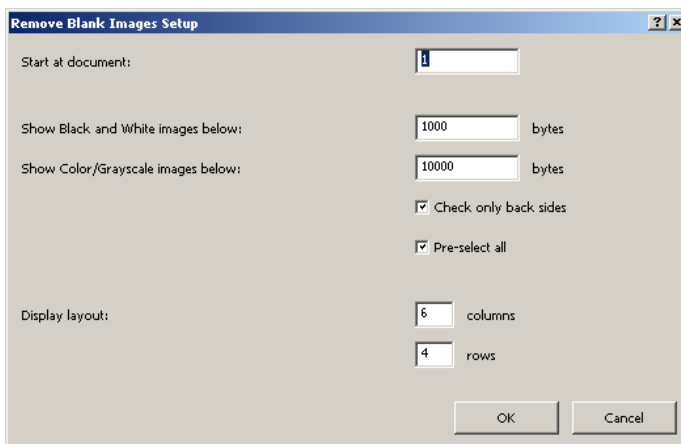 Remove Blank Images Setup
Start at document: 1
Show Black and White images below: 1000 bytes
Show Color/Grayscale images below: 10000 bytes
Check only back sides
Pre-select all
Display layout: 6 columns
4 rows
OK Cancel